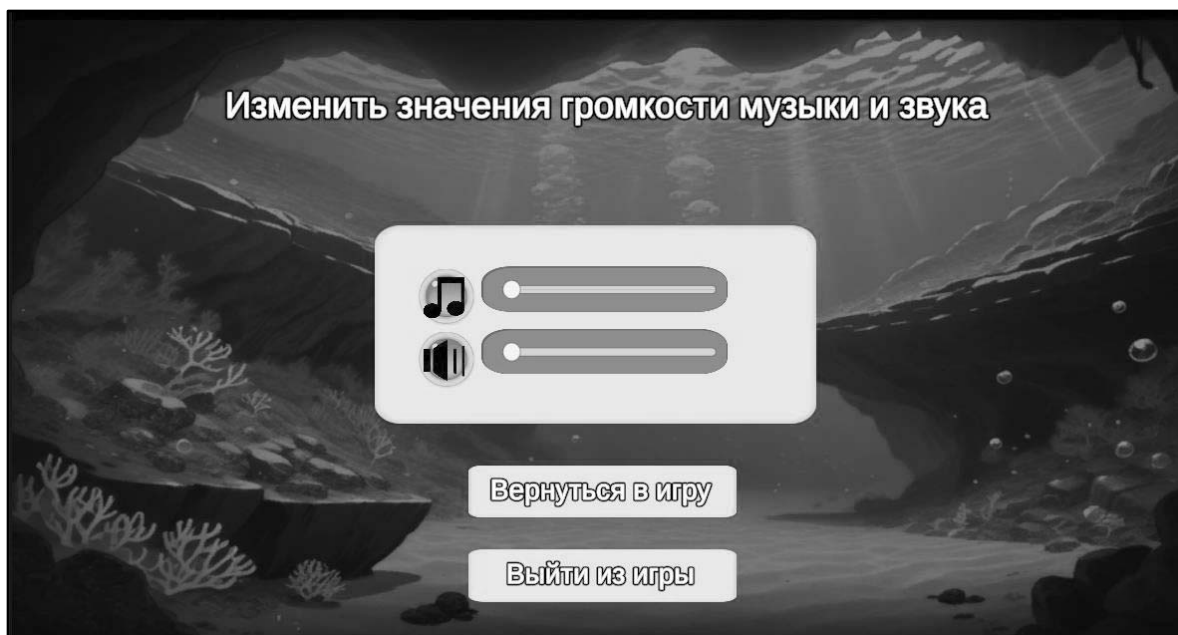 Изменить значения громкости музыки и звука
Вернуться в игру
Выйти из игры